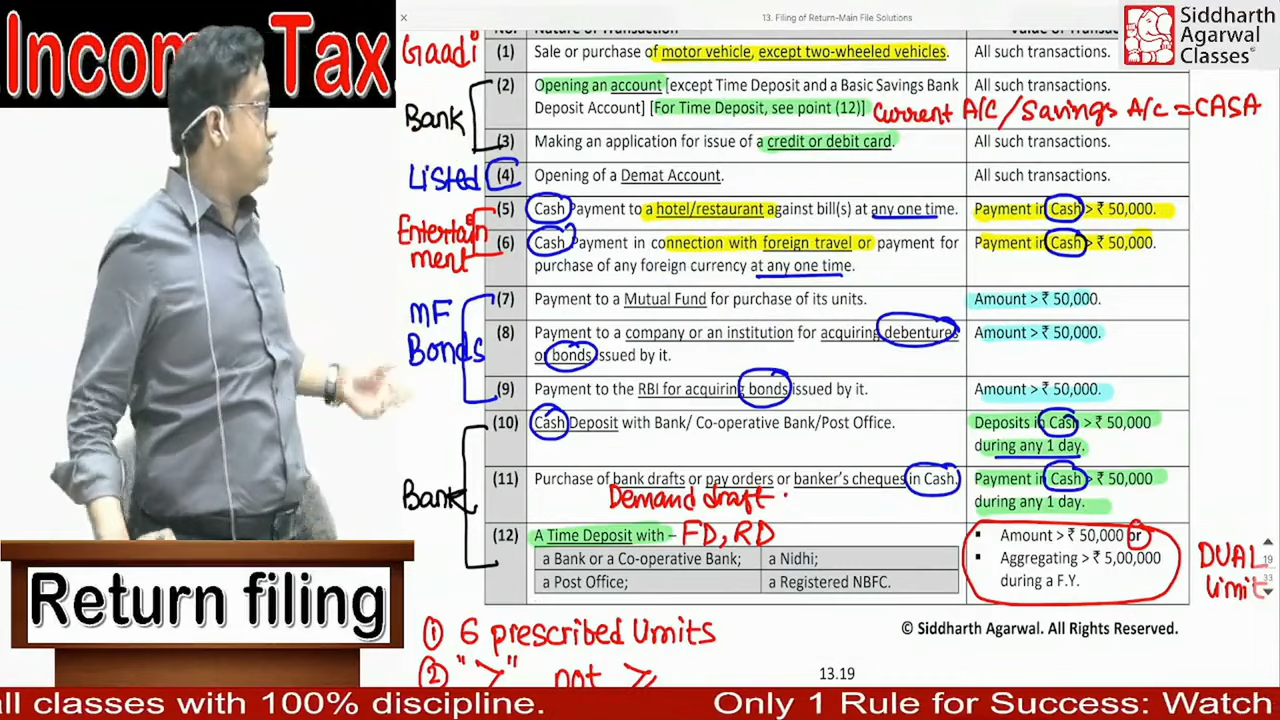 Income Tax
13. Filing of Return-Main File Solutions
Siddharth
Agarwal
Classes®
Gaadi (1) Sale or purchase of motor vehicle, except two-wheeled vehicles. All such transactions.
(2) Opening an account [except Time Deposit and a Basic Savings Bank All such transactions.
Deposit Account] [For Time Deposit, see point (12)] Current A/C / Savings A/c = CASA
Bank
(3) Making an application for issue of a credit or debit card. All such transactions.
Listed (4) Opening of a Demat Account. All such transactions.
(5) Cash Payment to a hotel/restaurant against bill(s) at any one time. Payment in Cash > ₹ 50,000.
Entertain
ment
(6) Cash Payment in connection with foreign travel or payment for Payment in Cash > ₹ 50,000.
purchase of any foreign currency at any one time.
(7) Payment to a Mutual Fund for purchase of its units. Amount > ₹ 50,000.
MF
Bonds
(8) Payment to a company or an institution for acquiring debentures Amount > ₹ 50,000.
or bonds issued by it.
(9) Payment to the RBI for acquiring bonds issued by it. Amount > ₹ 50,000.
(10) Cash Deposit with Bank/ Co-operative Bank/Post Office. Deposits in Cash > ₹ 50,000
during any 1 day.
(11) Purchase of bank drafts or pay orders or banker's cheques in Cash. Payment in Cash > ₹ 50,000
Bank Demand draft during any 1 day.
(12) A Time Deposit with – FD, RD ▪ Amount > ₹ 50,000 or
a Bank or a Co-operative Bank; a Nidhi; ▪ Aggregating > ₹ 5,00,000
a Post Office; a Registered NBFC. during a F.Y.
DUAL
limit
19
33
Return filing
© Siddharth Agarwal. All Rights Reserved.
① 6 prescribed limits
② ">" not ≥
13.19
all classes with 100% discipline. Only 1 Rule for Success: Watch